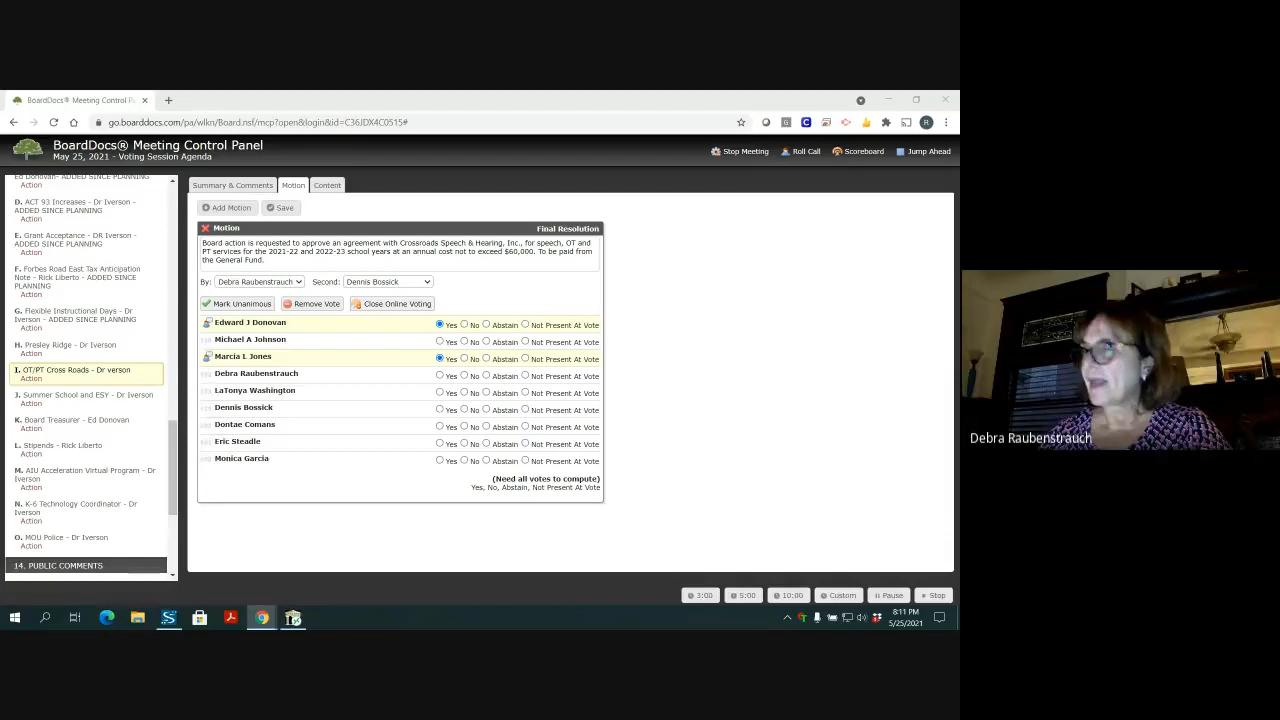 BoardDocs® Meeting Control Pa
go.boarddocs.com/pa/wlkn/Board.nsf/mcp?open&login&id=C36JDX4C0515#
BoardDocs® Meeting Control Panel
May 25, 2021 - Voting Session Agenda
Stop Meeting
Roll Call
Scoreboard
Jump Ahead
Ed Donovan- ADDED SINCE PLANNING
Action
D. ACT 93 Increases - Dr Iverson -
ADDED SINCE PLANNING
Action
E. Grant Acceptance - DR Iverson -
ADDED SINCE PLANNING
Action
F. Forbes Road East Tax Anticipation
Note - Rick Liberto - ADDED SINCE
PLANNING
Action
G. Flexible Instructional Days - Dr
Iverson - ADDED SINCE PLANNING
Action
H. Presley Ridge - Dr Iverson
Action
I. OT/PT Cross Roads - Dr verson
Action
J. Summer School and ESY - Dr Iverson
Action
K. Board Treasurer - Ed Donovan
Action
L. Stipends - Rick Liberto
Action
M. AIU Acceleration Virtual Program - Dr
Iverson
Action
N. K-6 Technology Coordinator - Dr
Iverson
Action
O. MOU Police - Dr Iverson
Action
14. PUBLIC COMMENTS
Summary & Comments
Motion
Content
Add Motion
Save
Motion
Final Resolution
Board action is requested to approve an agreement with Crossroads Speech & Hearing, Inc., for speech, OT and
PT services for the 2021-22 and 2022-23 school years at an annual cost not to exceed $60,000. To be paid from
the General Fund.
By: Debra Raubenstrauch Second: Dennis Bossick
Mark Unanimous
Remove Vote
Close Online Voting
Edward J Donovan Yes No Abstain Not Present At Vote
Michael A Johnson Yes No Abstain Not Present At Vote
Marcia L Jones Yes No Abstain Not Present At Vote
Debra Raubenstrauch Yes No Abstain Not Present At Vote
LaTonya Washington Yes No Abstain Not Present At Vote
Dennis Bossick Yes No Abstain Not Present At Vote
Dontae Comans Yes No Abstain Not Present At Vote
Eric Steadle Yes No Abstain Not Present At Vote
Monica Garcia Yes No Abstain Not Present At Vote
(Need all votes to compute)
Yes, No, Abstain, Not Present At Vote
3:00
5:00
10:00
Custom
Pause
Stop
8:11 PM
5/25/2021
Debra Raubenstrauch